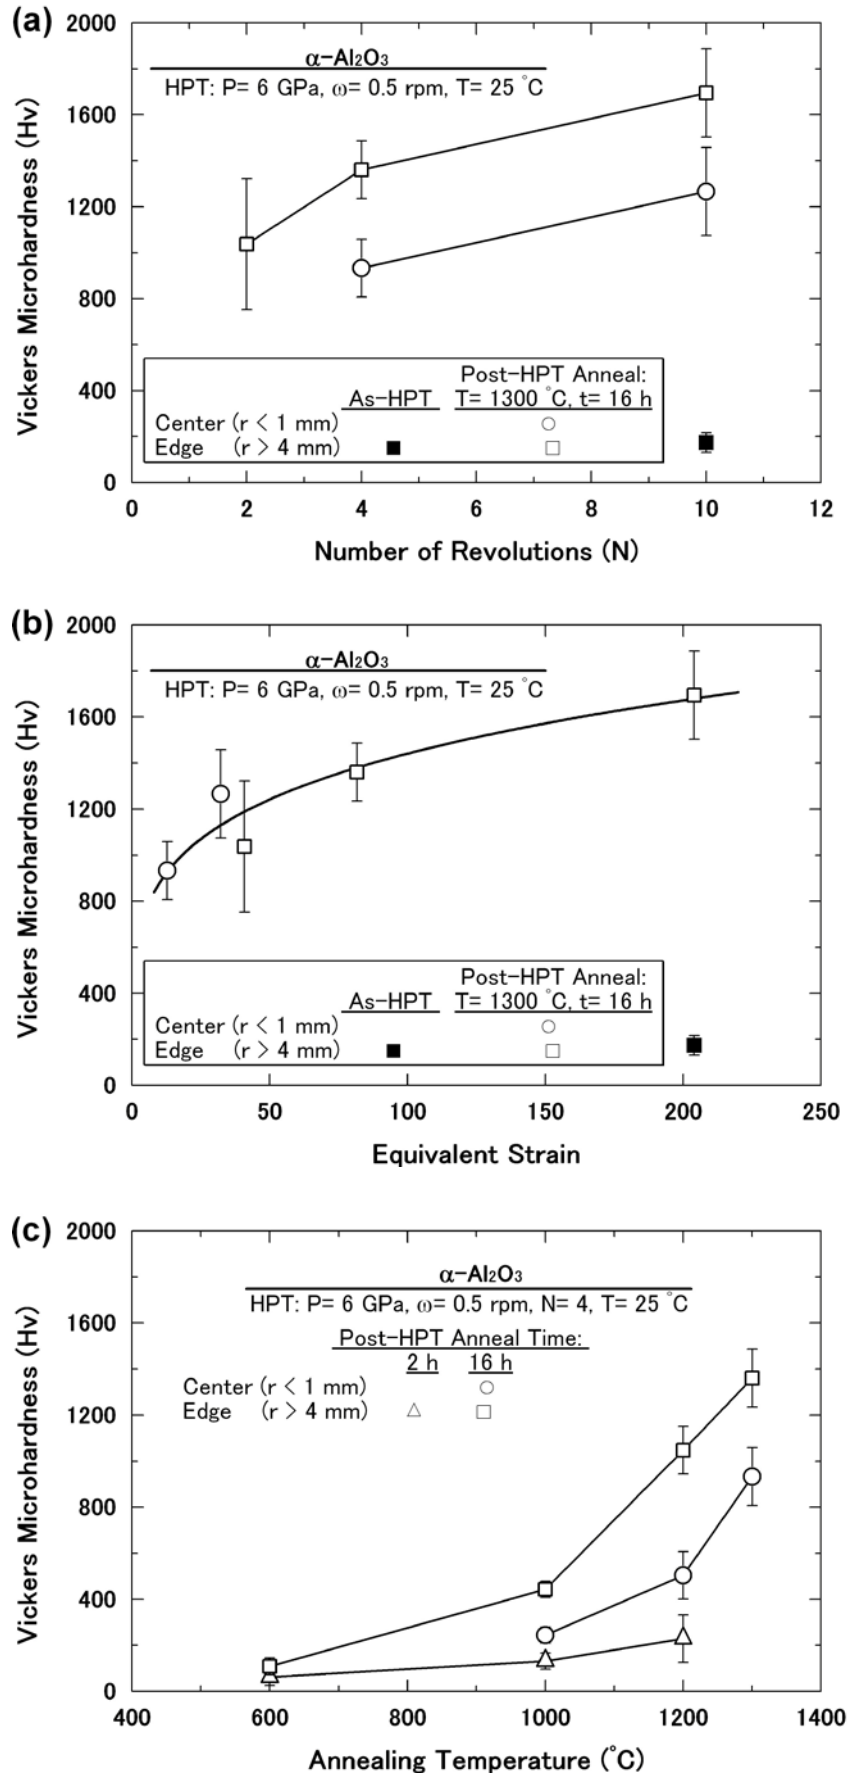 (a)
2000
1600
1200
800
400
0
Vickers Microhardness (Hv)
α-Al₂O₃
HPT: P= 6 GPa, ω= 0.5 rpm, T= 25 °C
Post-HPT Anneal:
As-HPT T= 1300 °C, t= 16 h
Center (r < 1 mm)
Edge (r > 4 mm)
0 2 4 6 8 10 12
Number of Revolutions (N)
(b)
2000
1600
1200
800
400
0
Vickers Microhardness (Hv)
α-Al₂O₃
HPT: P= 6 GPa, ω= 0.5 rpm, T= 25 °C
Post-HPT Anneal:
As-HPT T= 1300 °C, t= 16 h
Center (r < 1 mm)
Edge (r > 4 mm)
0 50 100 150 200 250
Equivalent Strain
(c)
2000
1600
1200
800
400
0
Vickers Microhardness (Hv)
α-Al₂O₃
HPT: P= 6 GPa, ω= 0.5 rpm, N= 4, T= 25 °C
Post-HPT Anneal Time:
2 h 16 h
Center (r < 1 mm)
Edge (r > 4 mm)
400 600 800 1000 1200 1400
Annealing Temperature (°C)